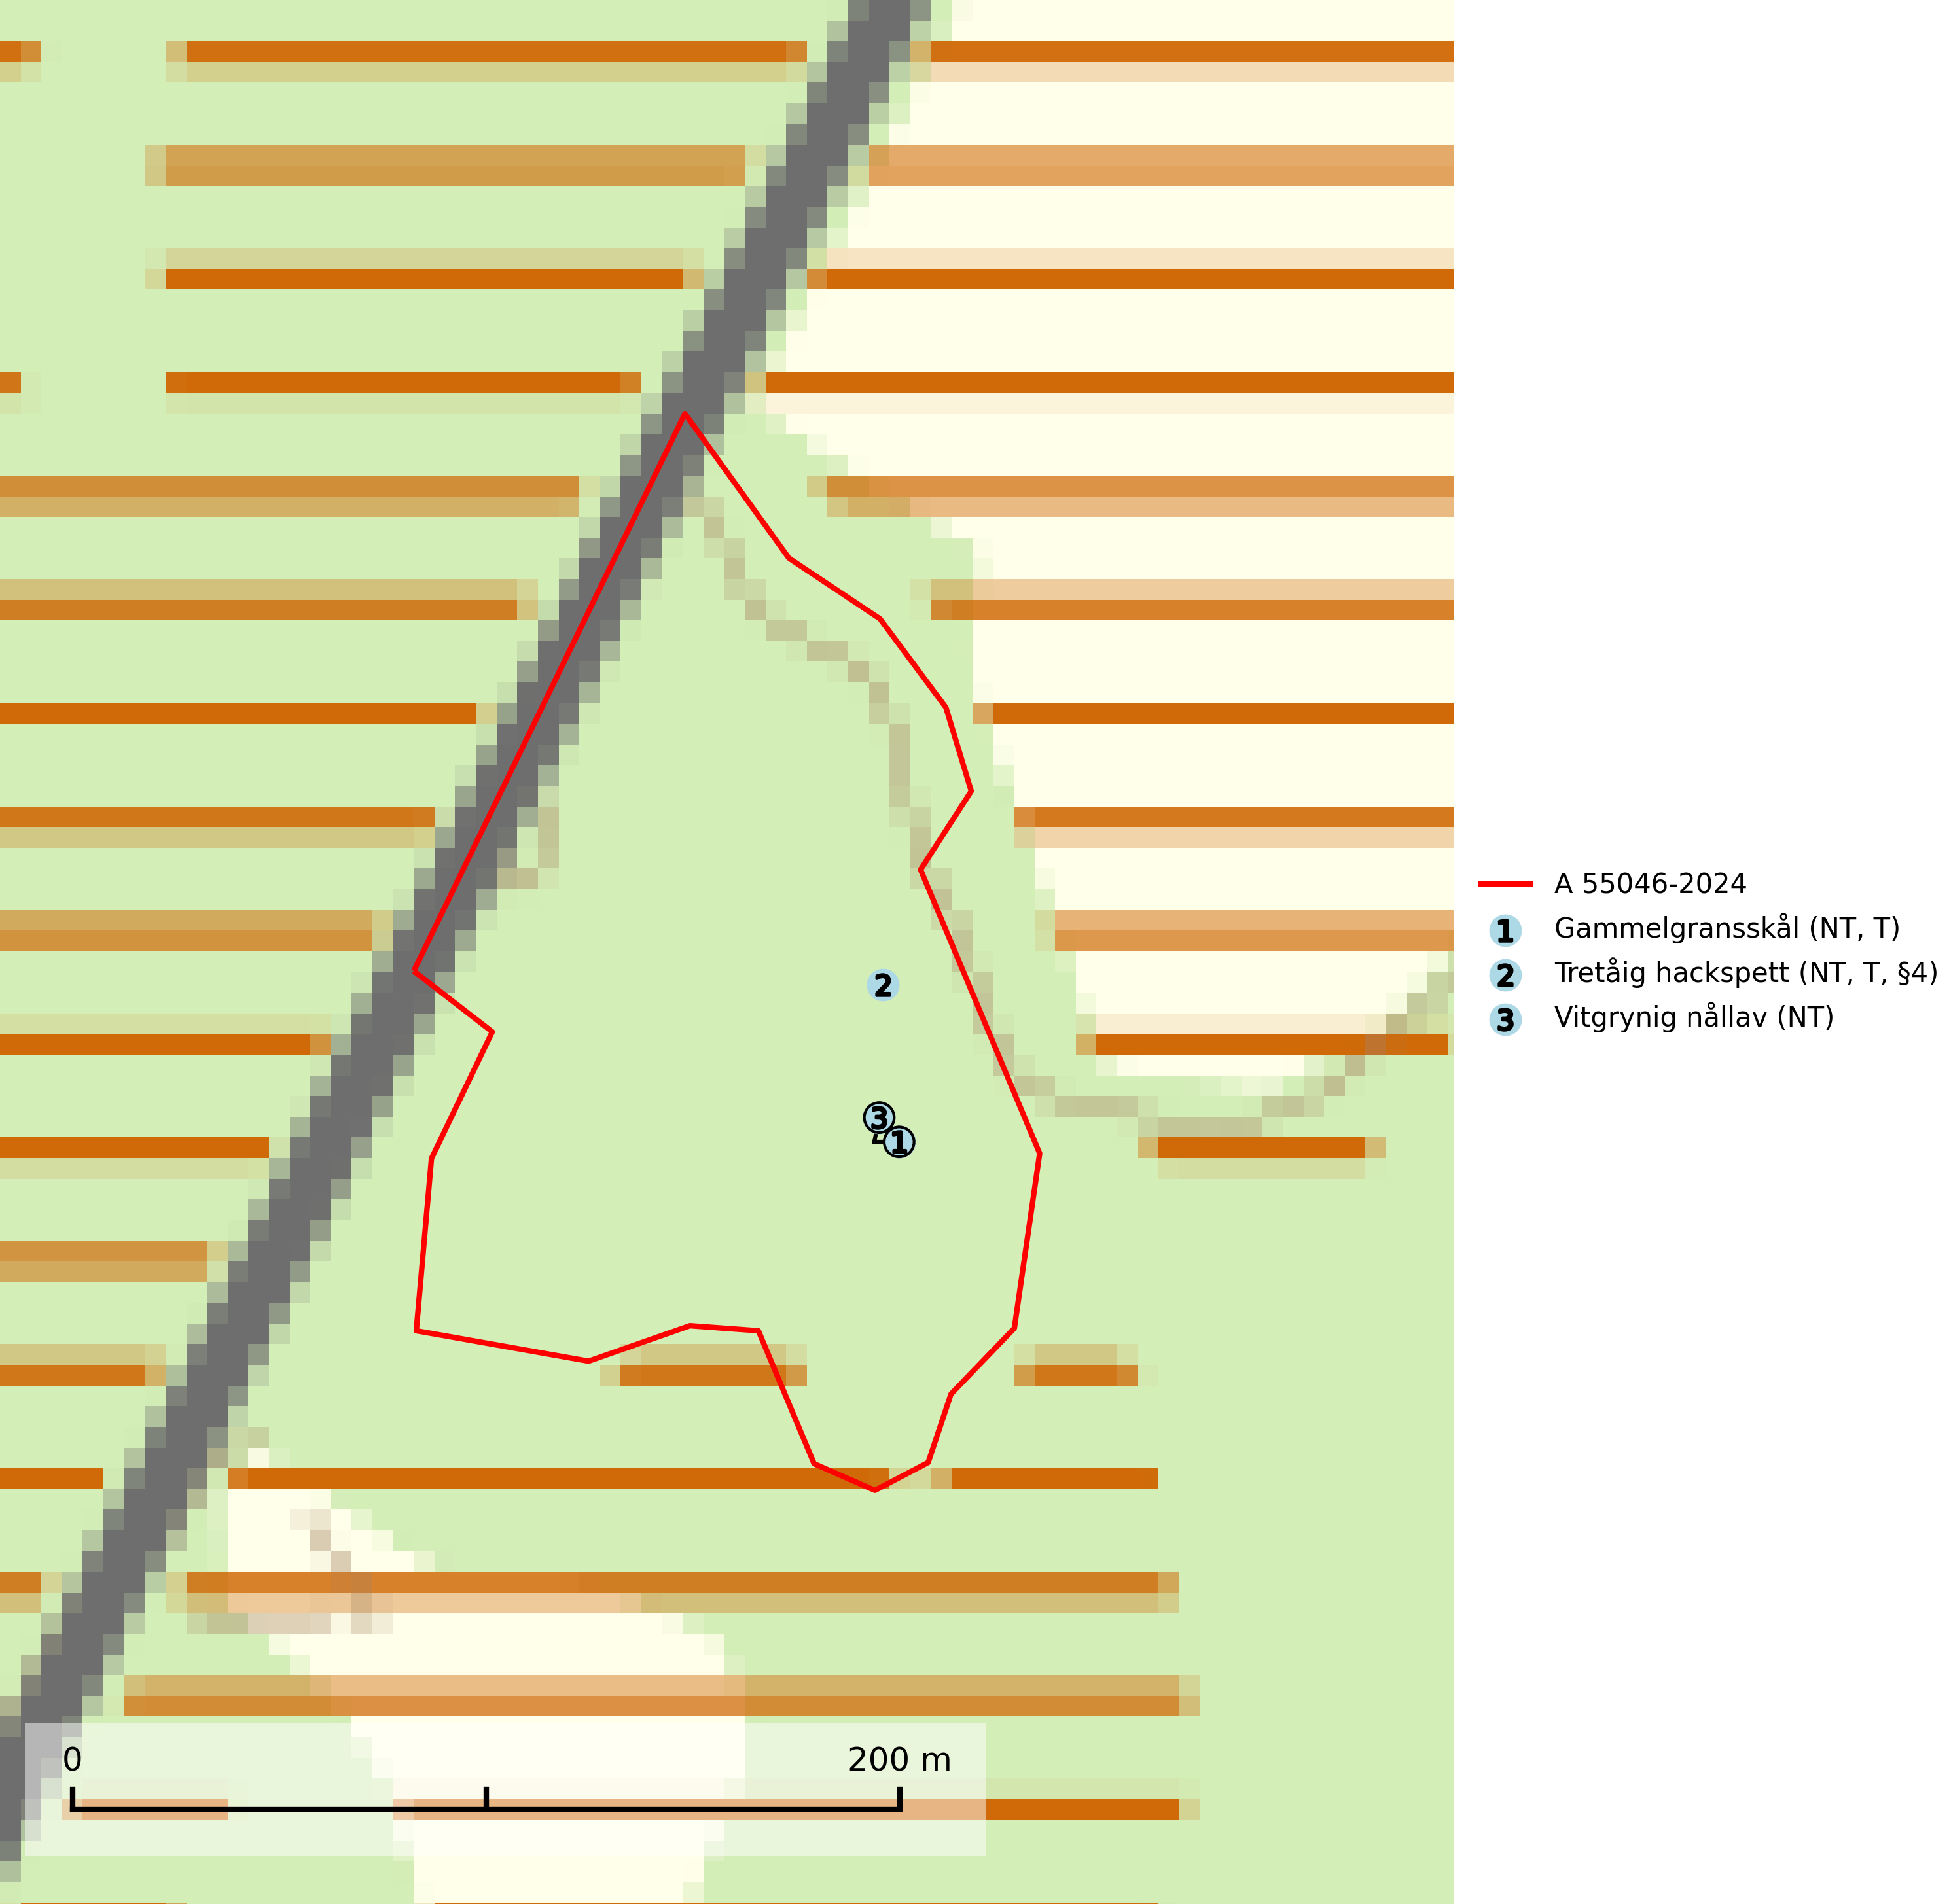 2
3
1
A 55046-2024
1 Gammelgransskål (NT, T)
2 Tretåig hackspett (NT, T, §4)
3 Vitgrynig nållav (NT)
0 200 m